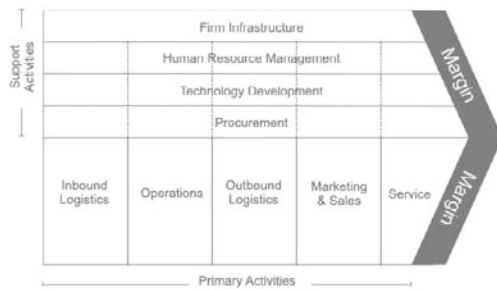 Firm Infrastructure
Support
Activities
Human Resource Management
Technology Development
Procurement
Margin
Inbound
Logistics
Operations
Outbound
Logistics
Marketing
& Sales
Service
Margin
Primary Activities